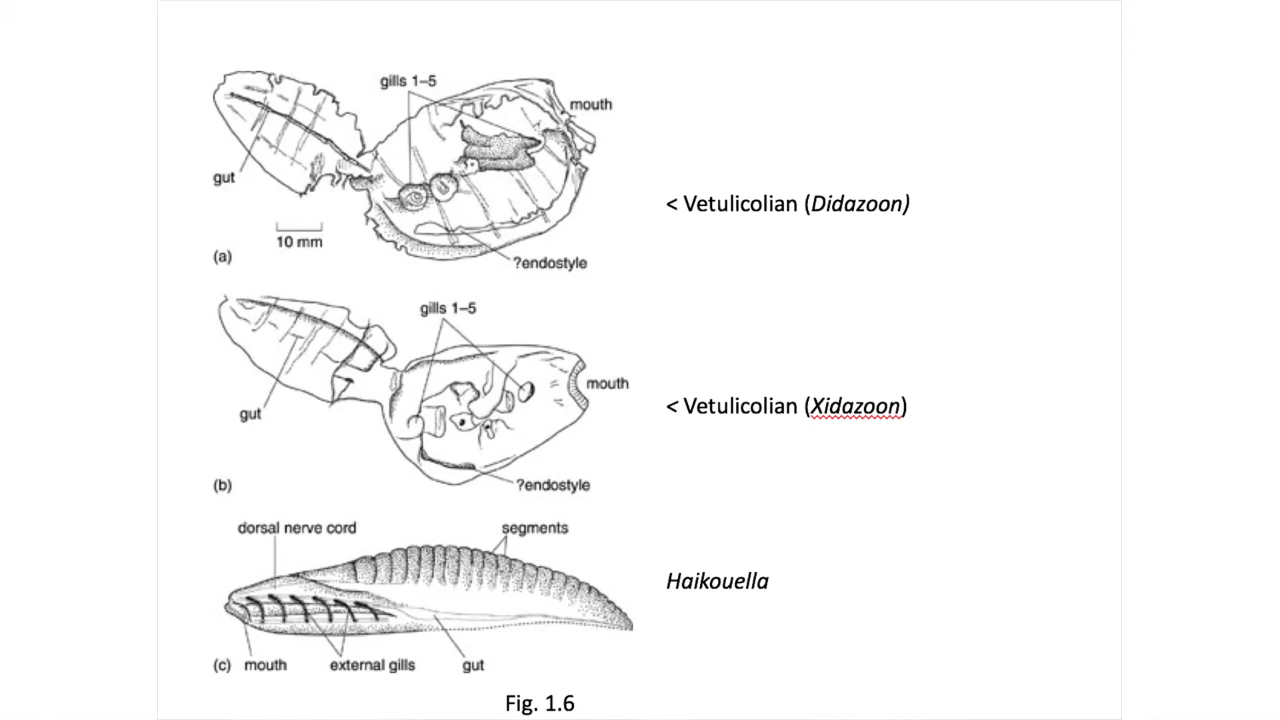 gills 1–5
mouth
gut
10 mm
(a)
?endostyle
< Vetulicolian (Didazoon)
gills 1–5
mouth
gut
(b)
?endostyle
< Vetulicolian (Xidazoon)
dorsal nerve cord
segments
Haikouella
(c) mouth external gills gut
Fig. 1.6